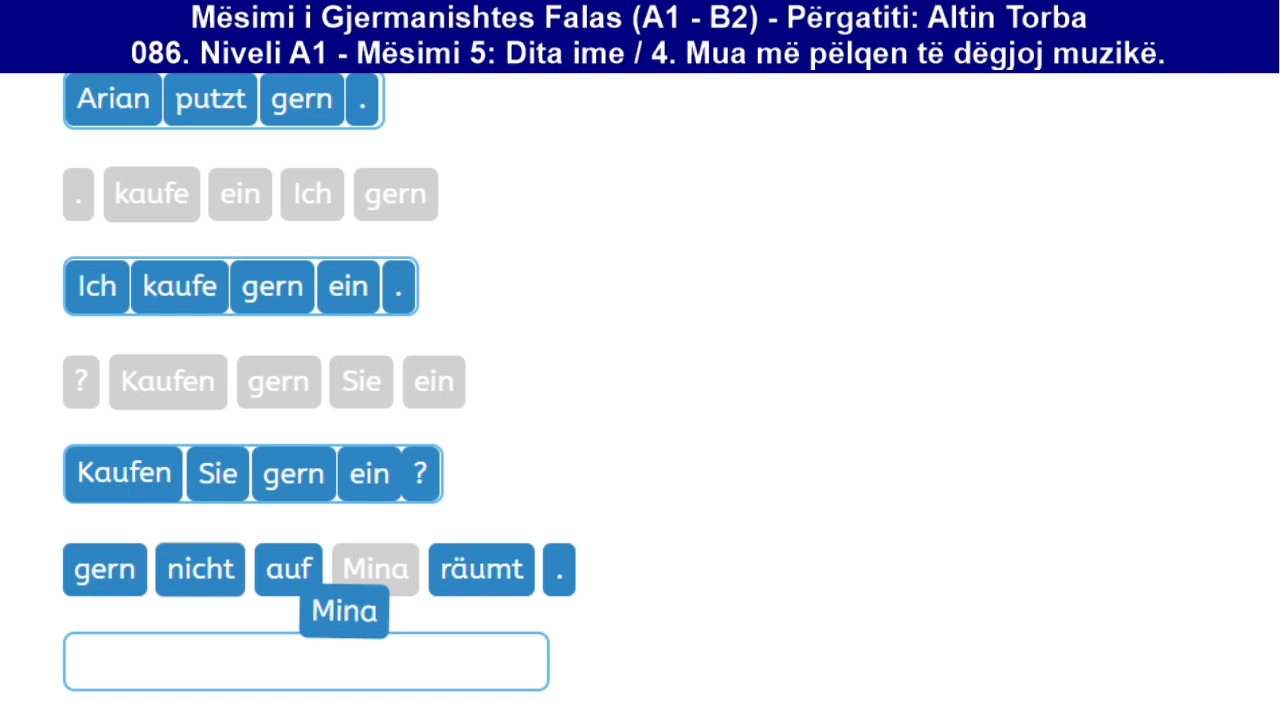 Mësimi i Gjermanishtes Falas (A1 - B2) - Përgatiti: Altin Torba
086. Niveli A1 - Mësimi 5: Dita ime / 4. Mua më pëlqen të dëgjoj muzikë.
Arian putzt gern .
. kaufe ein Ich gern
Ich kaufe gern ein .
? Kaufen gern Sie ein
Kaufen Sie gern ein ?
gern nicht auf Mina räumt .
Mina